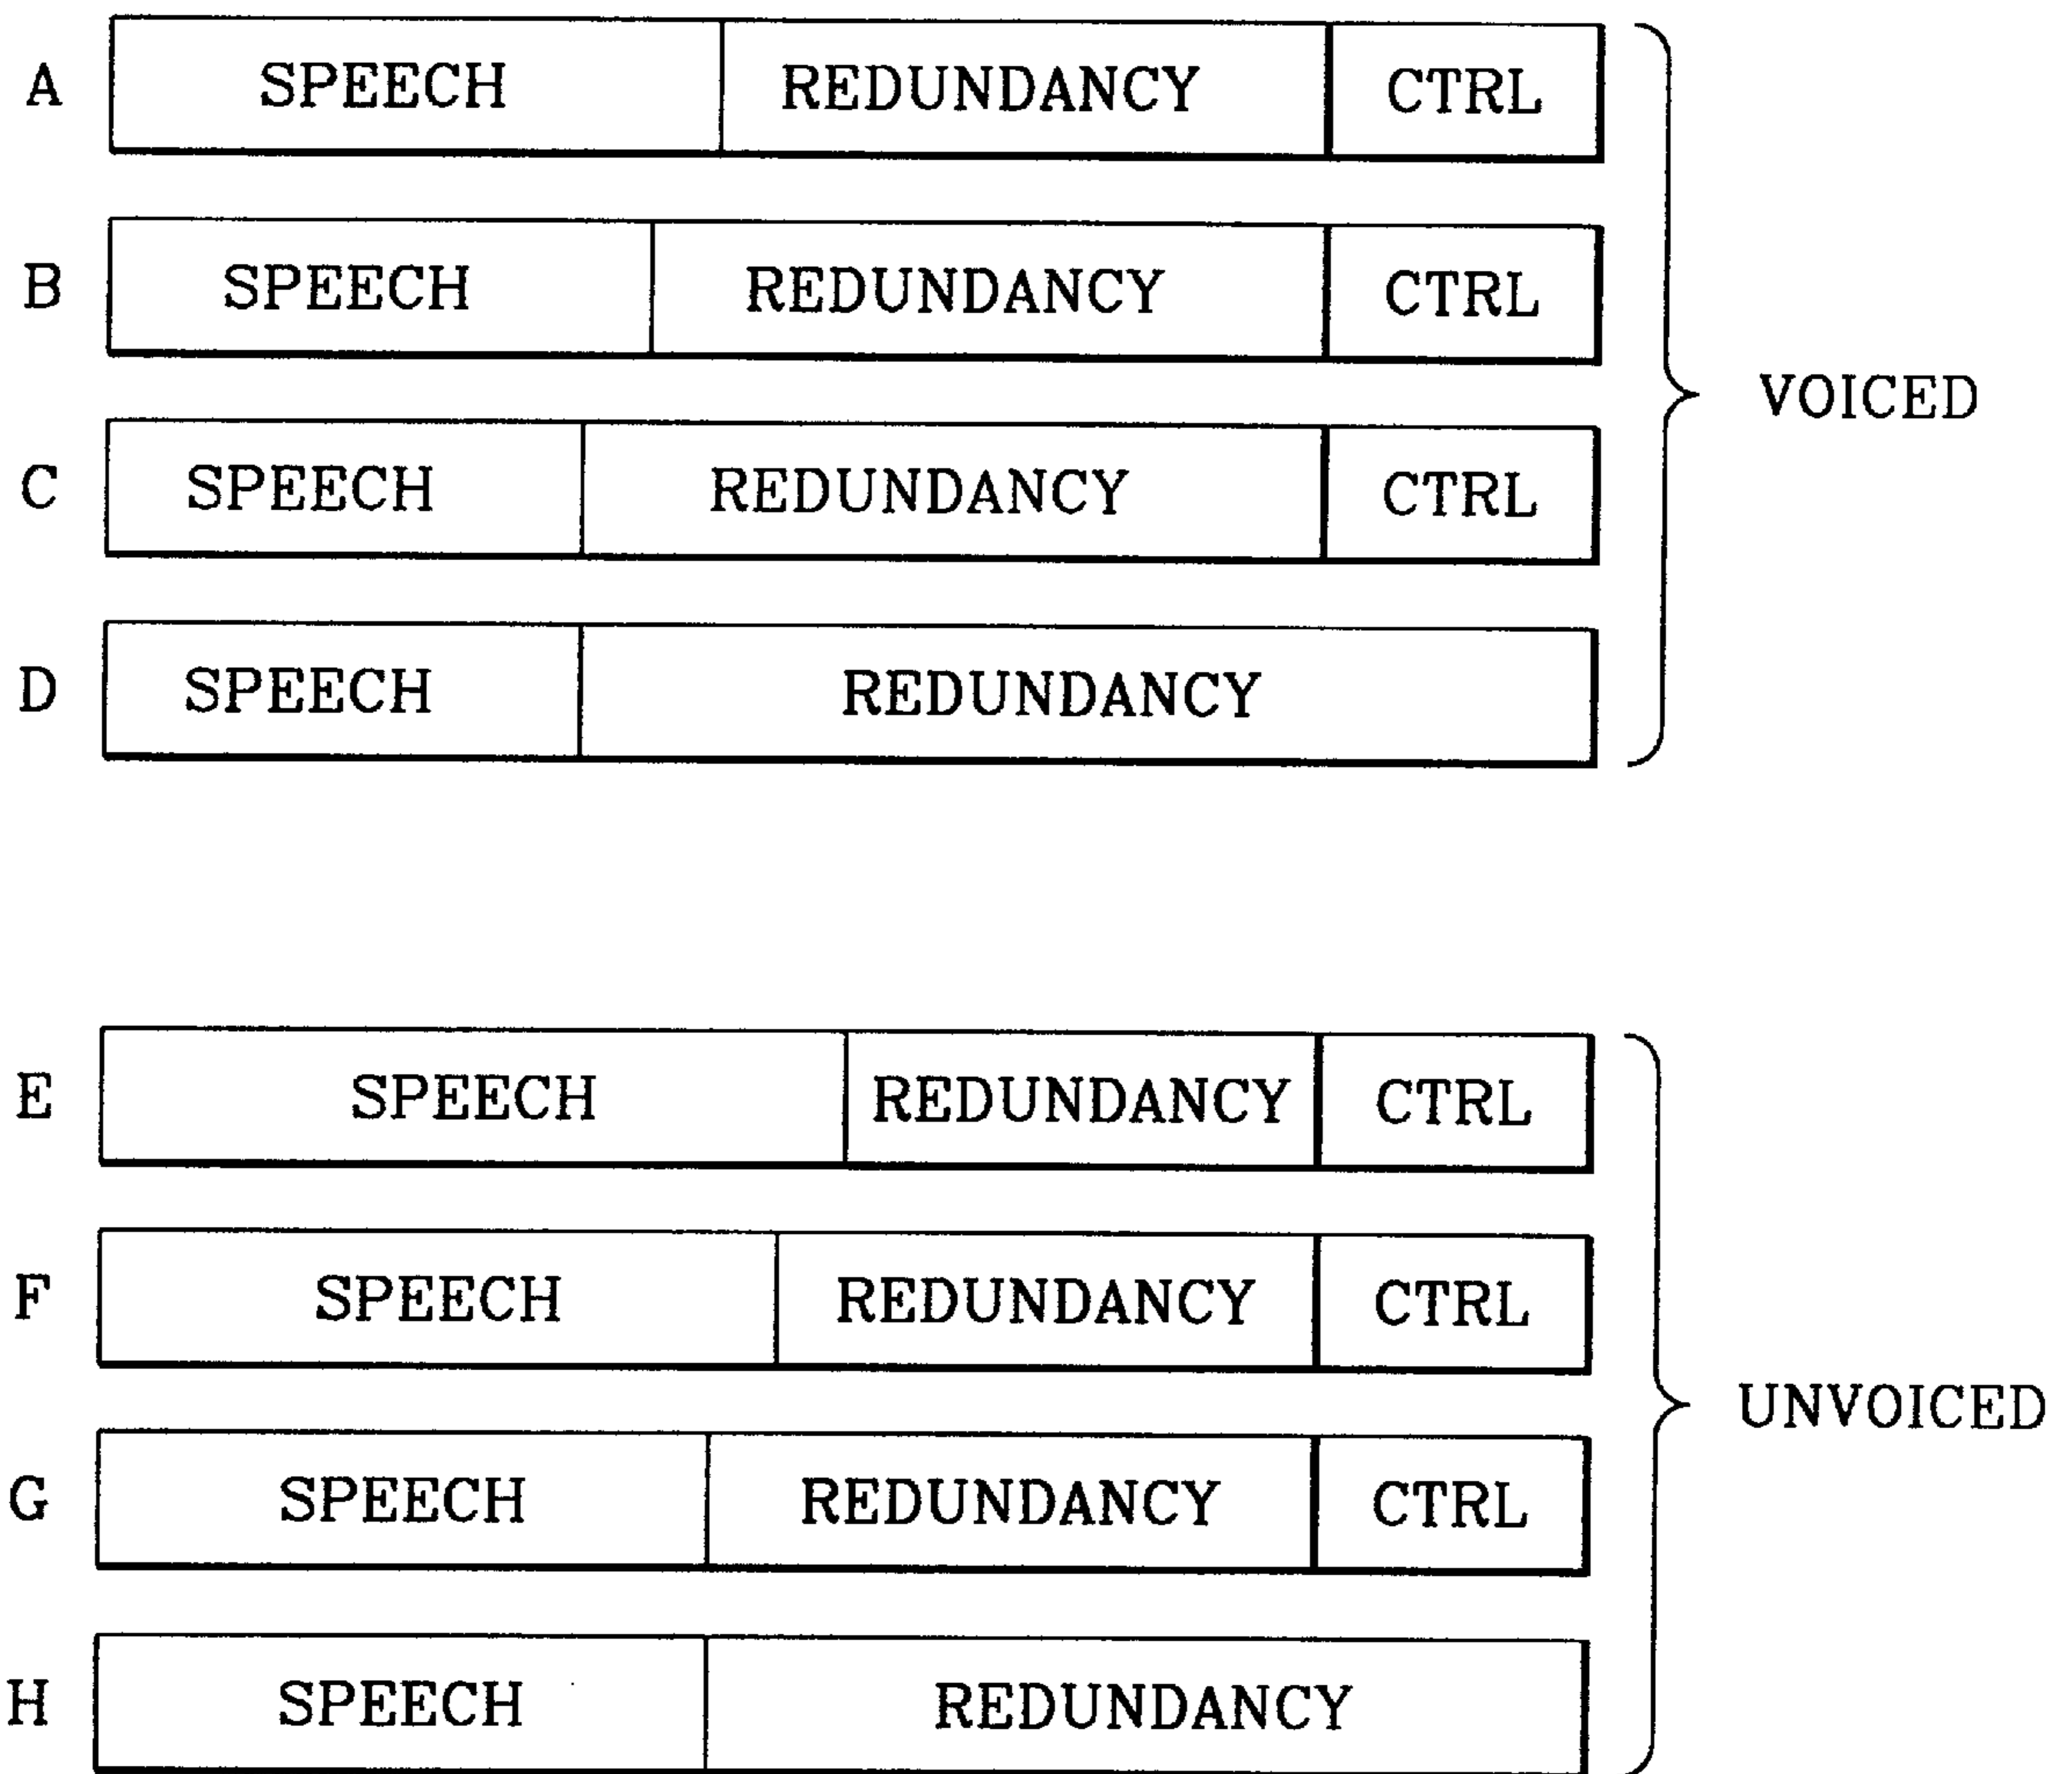 A SPEECH REDUNDANCY CTRL
B SPEECH REDUNDANCY CTRL
VOICED
C SPEECH REDUNDANCY CTRL
D SPEECH REDUNDANCY
E SPEECH REDUNDANCY CTRL
F SPEECH REDUNDANCY CTRL
UNVOICED
G SPEECH REDUNDANCY CTRL
H SPEECH REDUNDANCY